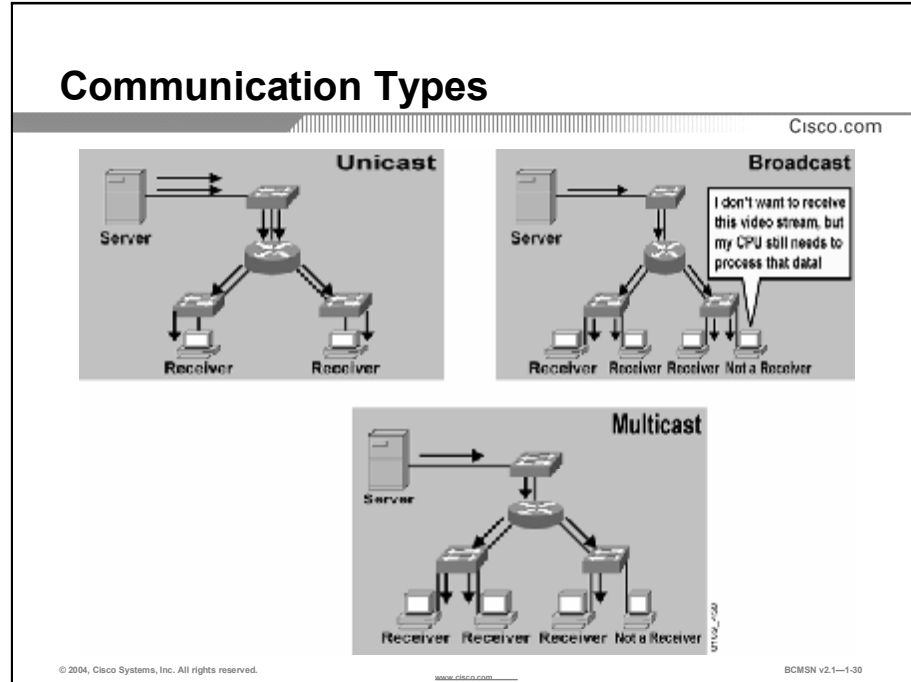 Communication Types
Cisco.com
Unicast
Server
Receiver
Receiver
Broadcast
I don't want to receive
this video stream, but
my CPU still needs to
process that data!
Server
Receiver
Receiver
Receiver
Not a Receiver
Multicast
Server
Receiver
Receiver
Receiver
Not a Receiver
© 2004, Cisco Systems, Inc. All rights reserved.
www.cisco.com
BCMSN v2.1—1-30